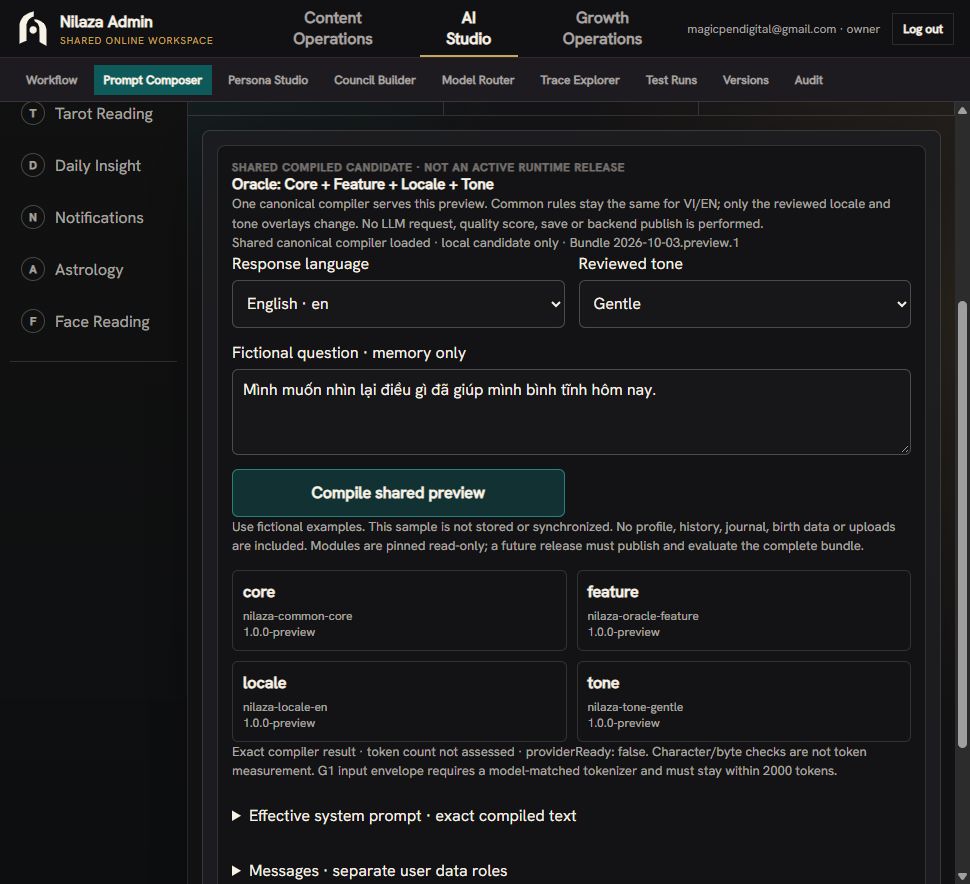 Nilaza Admin
SHARED ONLINE WORKSPACE
Content
Operations
AI
Studio
Growth
Operations
magicpendigital@gmail.com · owner
Log out
Workflow
Prompt Composer
Persona Studio
Council Builder
Model Router
Trace Explorer
Test Runs
Versions
Audit
T Tarot Reading
D Daily Insight
N Notifications
A Astrology
F Face Reading
SHARED COMPILED CANDIDATE · NOT AN ACTIVE RUNTIME RELEASE
Oracle: Core + Feature + Locale + Tone
One canonical compiler serves this preview. Common rules stay the same for VI/EN; only the reviewed locale and
tone overlays change. No LLM request, quality score, save or backend publish is performed.
Shared canonical compiler loaded · local candidate only · Bundle 2026-10-03.preview.1
Response language
Reviewed tone
English · en
Gentle
Fictional question · memory only
Mình muốn nhìn lại điều gì đã giúp mình bình tĩnh hôm nay.
Compile shared preview
Use fictional examples. This sample is not stored or synchronized. No profile, history, journal, birth data or uploads
are included. Modules are pinned read-only; a future release must publish and evaluate the complete bundle.
core
nilaza-common-core
1.0.0-preview
feature
nilaza-oracle-feature
1.0.0-preview
locale
nilaza-locale-en
1.0.0-preview
tone
nilaza-tone-gentle
1.0.0-preview
Exact compiler result · token count not assessed · providerReady: false. Character/byte checks are not token
measurement. G1 input envelope requires a model-matched tokenizer and must stay within 2000 tokens.
Effective system prompt · exact compiled text
Messages · separate user data roles